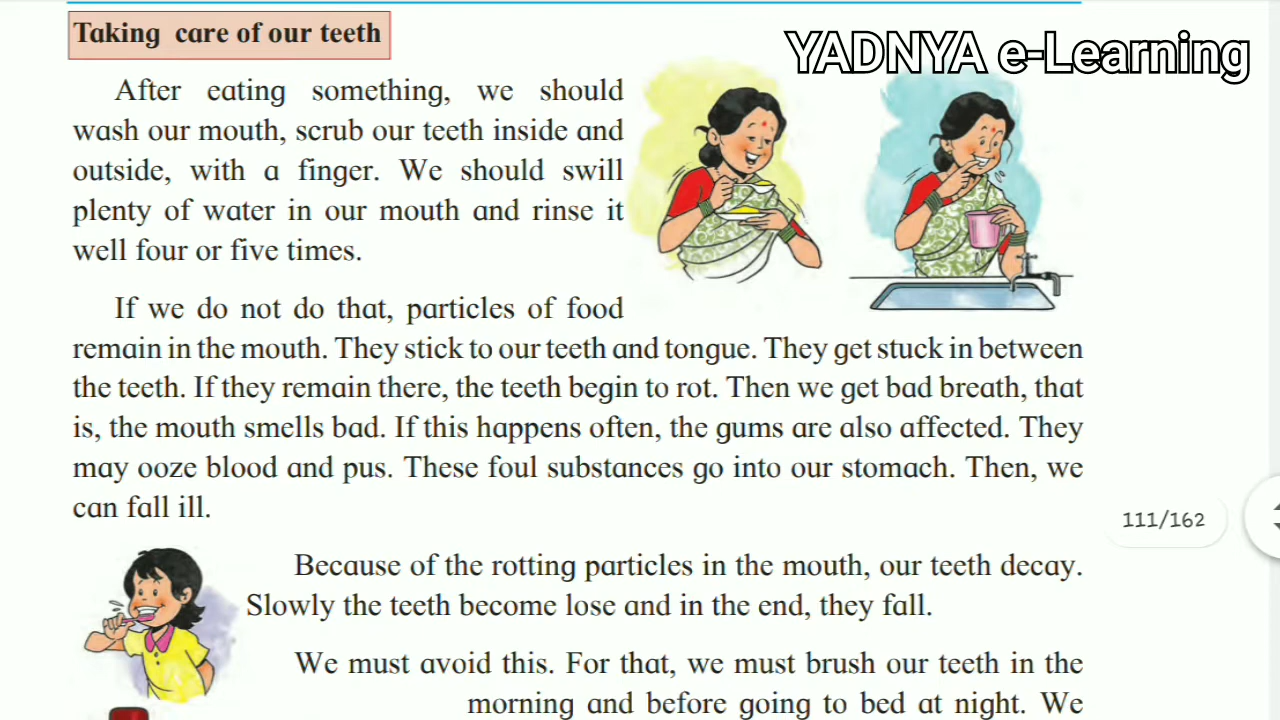 Taking care of our teeth
YADNYA e-Learning
After eating something, we should
wash our mouth, scrub our teeth inside and
outside, with a finger. We should swill
plenty of water in our mouth and rinse it
well four or five times.
If we do not do that, particles of food
remain in the mouth. They stick to our teeth and tongue. They get stuck in between
the teeth. If they remain there, the teeth begin to rot. Then we get bad breath, that
is, the mouth smells bad. If this happens often, the gums are also affected. They
may ooze blood and pus. These foul substances go into our stomach. Then, we
can fall ill.
111/162
Because of the rotting particles in the mouth, our teeth decay.
Slowly the teeth become lose and in the end, they fall.
We must avoid this. For that, we must brush our teeth in the
morning and before going to bed at night. We